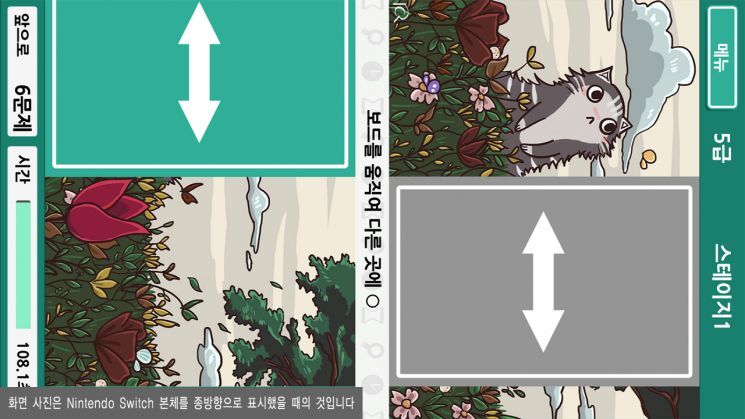 메뉴
5급
스테이지1
보드를 움직여 다른 곳에 ○
앞으로
6문제
시간
108.1초
화면 사진은 Nintendo Switch 본체를 종방향으로 표시했을 때의 것입니다